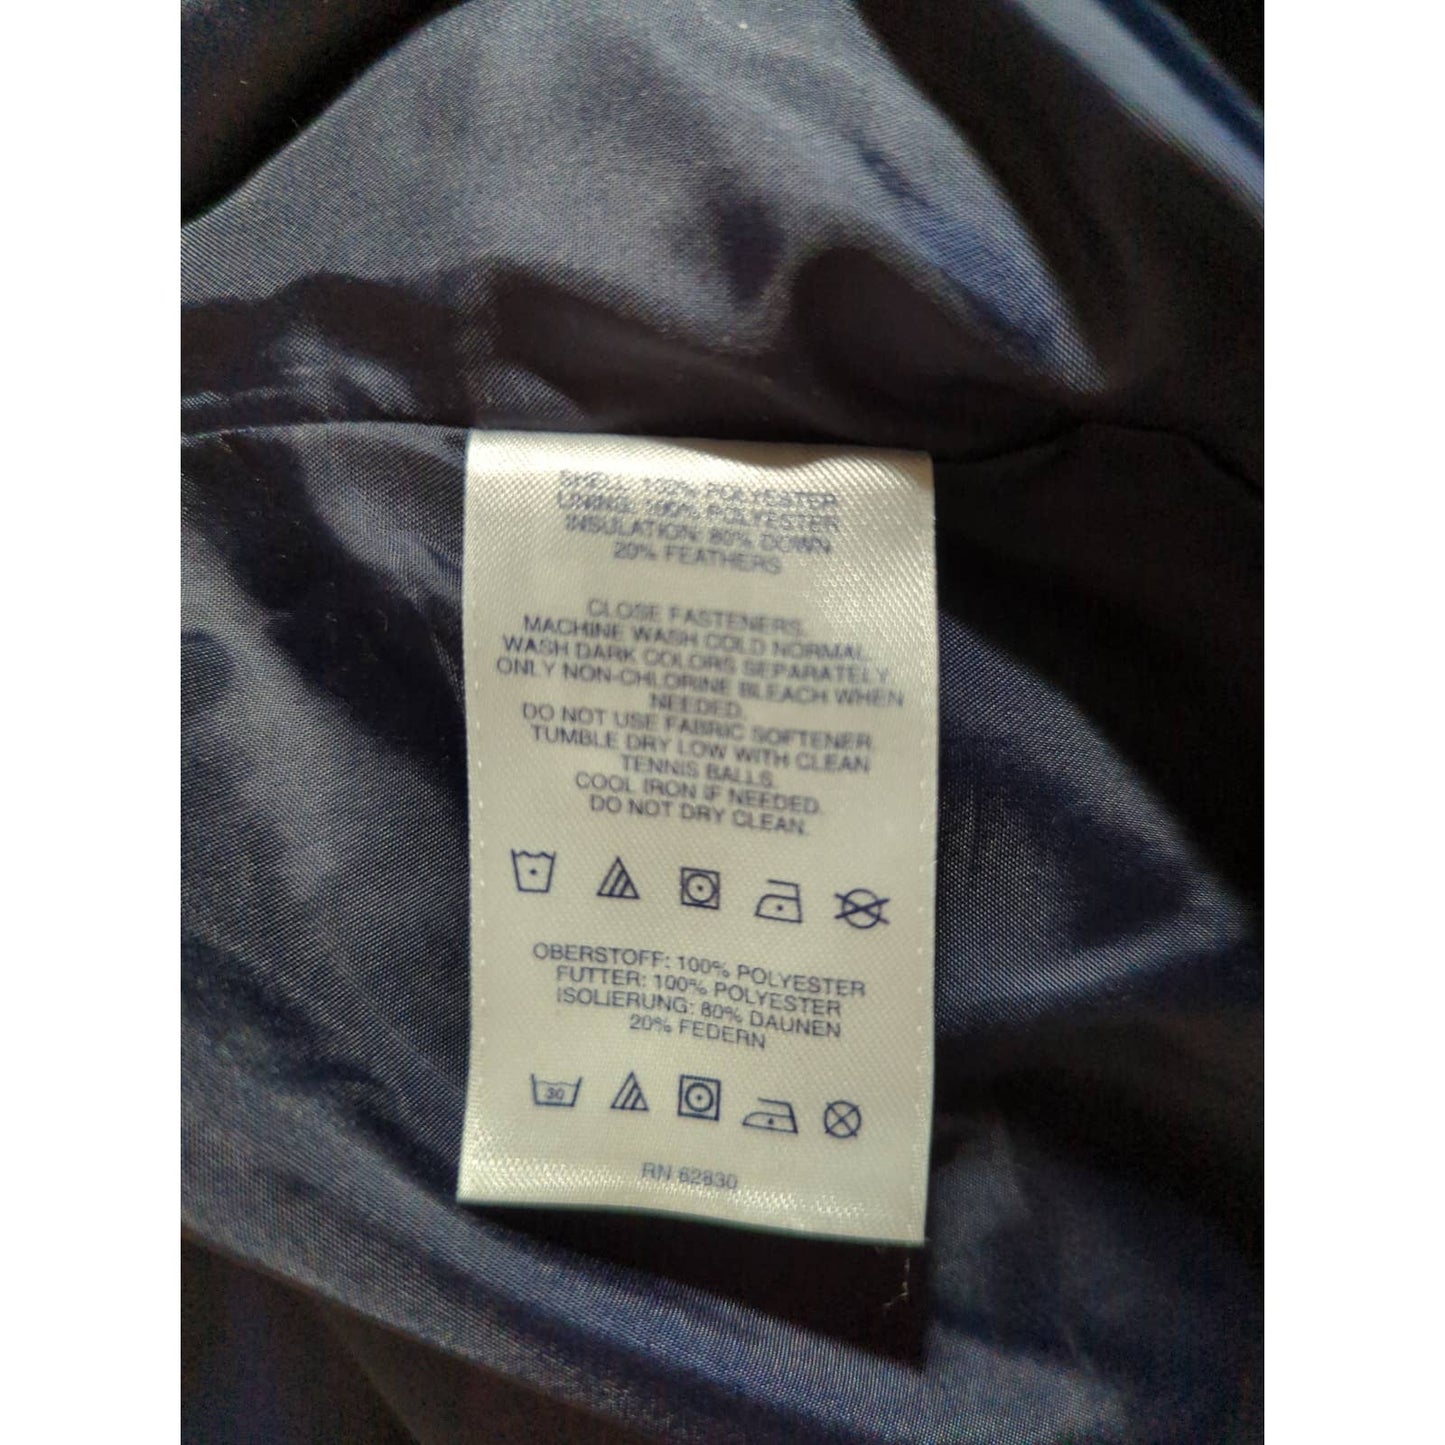 SHELL: 100% POLYESTER
LINING: 100% POLYESTER
INSULATION: 80% DOWN
20% FEATHERS
CLOSE FASTENERS.
MACHINE WASH COLD NORMAL.
WASH DARK COLORS SEPARATELY.
ONLY NON-CHLORINE BLEACH WHEN
NEEDED.
DO NOT USE FABRIC SOFTENER.
TUMBLE DRY LOW WITH CLEAN
TENNIS BALLS.
COOL IRON IF NEEDED.
DO NOT DRY CLEAN.
OBERSTOFF: 100% POLYESTER
FUTTER: 100% POLYESTER
ISOLIERUNG: 80% DAUNEN
20% FEDERN
30
RN 62830